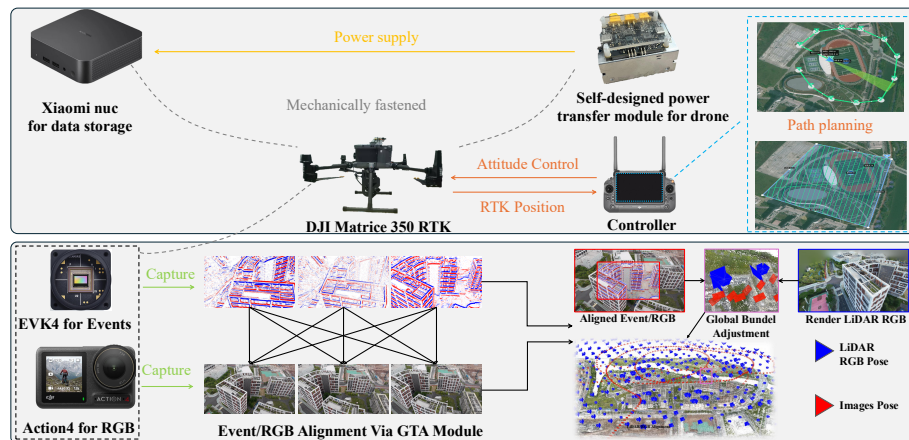 Power supply
Xiaomi nuc
for data storage
Mechanically fastened
Self-designed power
transfer module for drone
Path planning
Attitude Control
RTK Position
DJI Matrice 350 RTK
Controller
Capture
EVK4 for Events
Aligned Event/RGB
Global Bundel
Adjustment
Render LiDAR RGB
LiDAR
RGB Pose
ACTION 4
Capture
Images Pose
Action4 for RGB
Event/RGB Alignment Via GTA Module